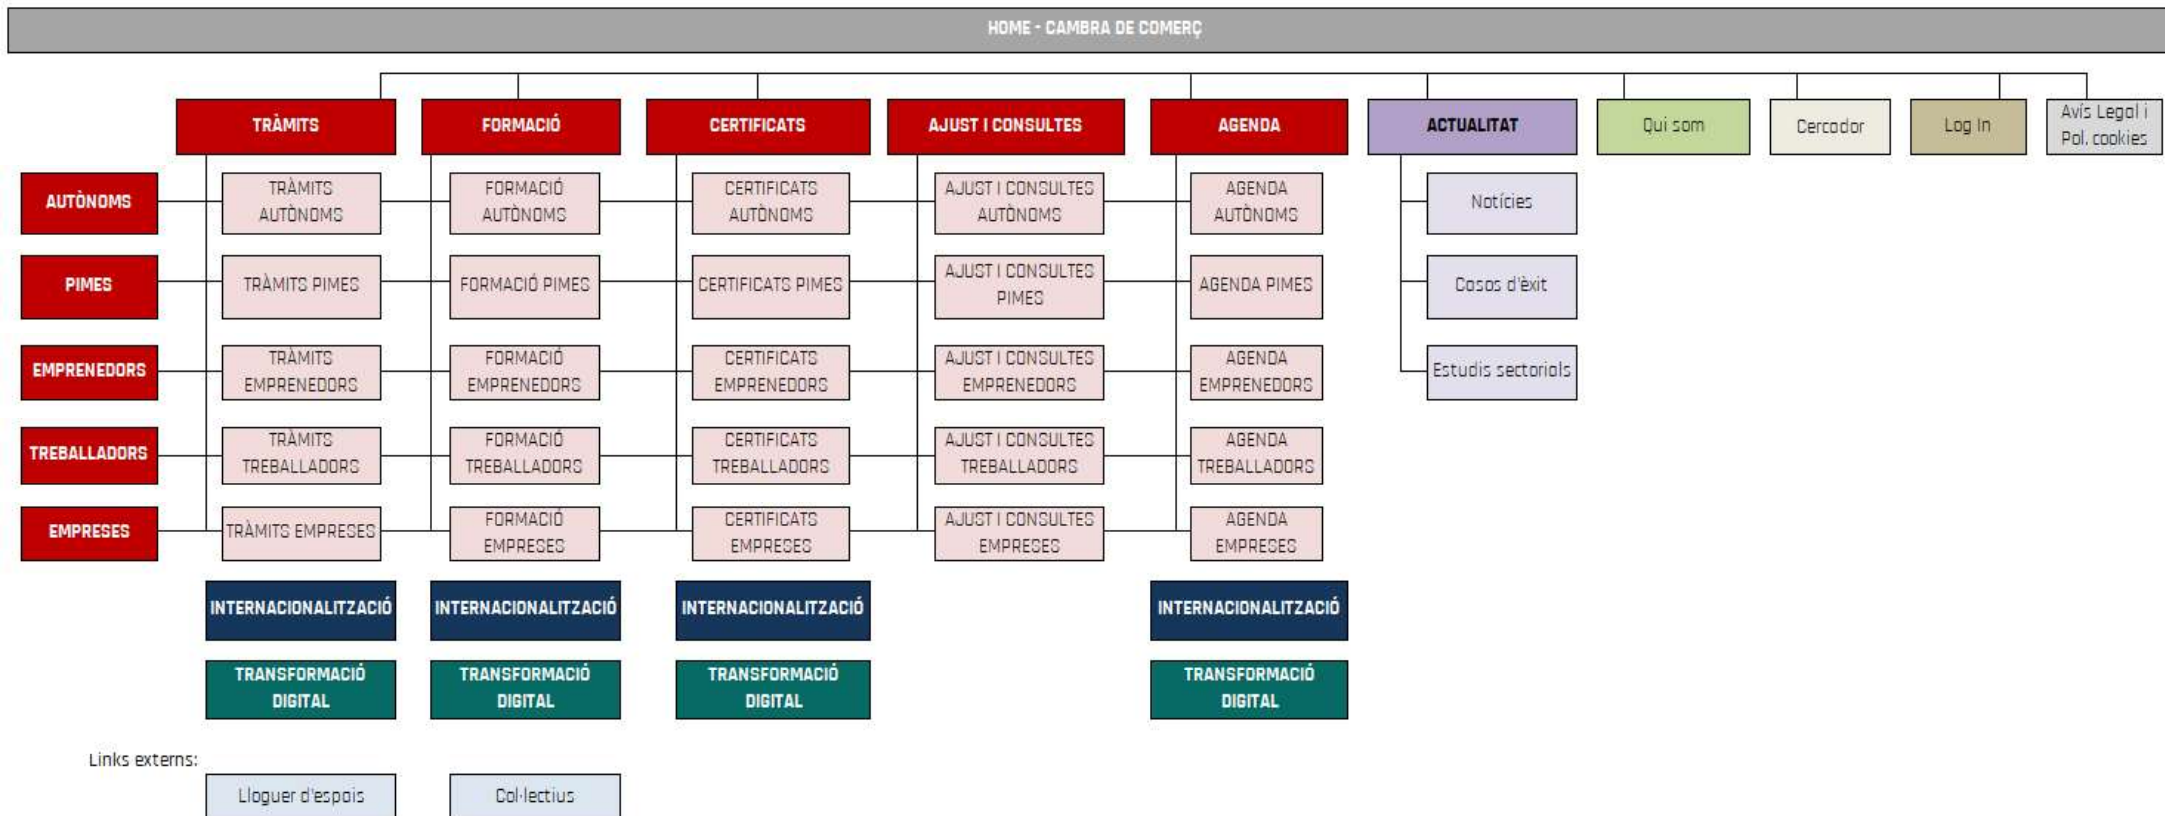 HOME - CAMBRA DE COMERÇ
TRÀMITS
FORMACIÓ
CERTIFICATS
AJUST I CONSULTES
AGENDA
ACTUALITAT
Qui som
Cercador
Log In
Avís Legal i
Pol. cookies
AUTÒNOMS
TRÀMITS
AUTÒNOMS
FORMACIÓ
AUTÒNOMS
CERTIFICATS
AUTÒNOMS
AJUST I CONSULTES
AUTÒNOMS
AGENDA
AUTÒNOMS
Notícies
PIMES
TRÀMITS PIMES
FORMACIÓ PIMES
CERTIFICATS PIMES
AJUST I CONSULTES
PIMES
AGENDA PIMES
Casos d'èxit
EMPRENEDORS
TRÀMITS
EMPRENEDORS
FORMACIÓ
EMPRENEDORS
CERTIFICATS
EMPRENEDORS
AJUST I CONSULTES
EMPRENEDORS
AGENDA
EMPRENEDORS
Estudis sectorials
TREBALLADORS
TRÀMITS
TREBALLADORS
FORMACIÓ
TREBALLADORS
CERTIFICATS
TREBALLADORS
AJUST I CONSULTES
TREBALLADORS
AGENDA
TREBALLADORS
EMPRESES
TRÀMITS EMPRESES
FORMACIÓ
EMPRESES
CERTIFICATS
EMPRESES
AJUST I CONSULTES
EMPRESES
AGENDA
EMPRESES
INTERNACIONALITZACIÓ
INTERNACIONALITZACIÓ
INTERNACIONALITZACIÓ
INTERNACIONALITZACIÓ
TRANSFORMACIÓ
DIGITAL
TRANSFORMACIÓ
DIGITAL
TRANSFORMACIÓ
DIGITAL
TRANSFORMACIÓ
DIGITAL
Links externs:
Lloguer d'espais
Col·lectius